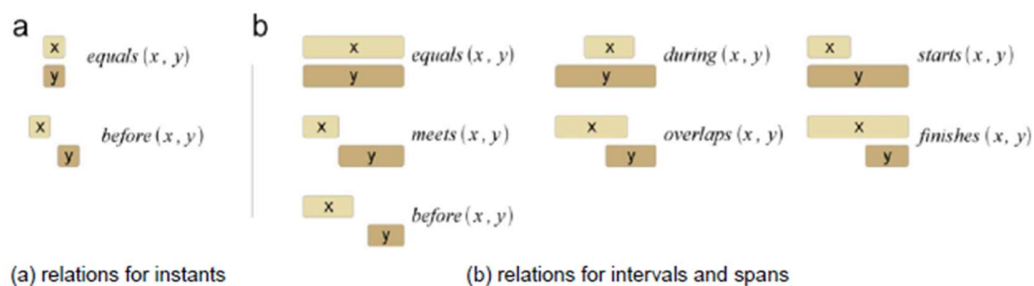 a
x
y
equals (x, y)
x
y
before (x, y)
b
x
y
equals (x, y)
x
y
during (x, y)
x
y
starts (x, y)
x
y
meets (x, y)
x
y
overlaps (x, y)
x
y
finishes (x, y)
x
y
before (x, y)
(a) relations for instants
(b) relations for intervals and spans